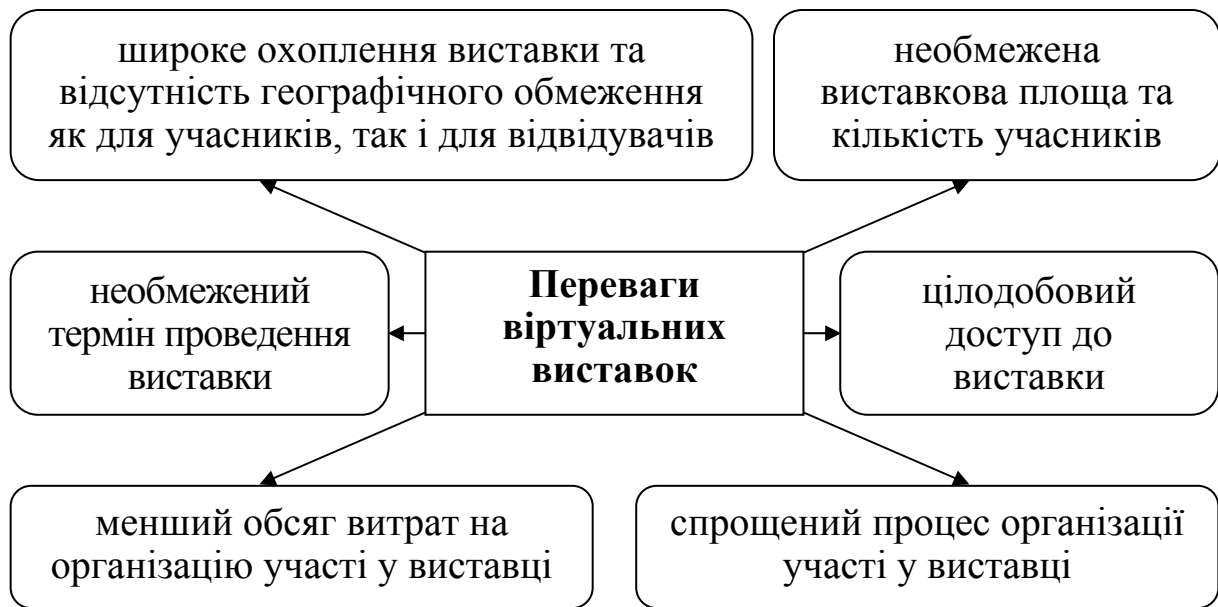 широке охоплення виставки та
відсутність географічного обмеження
як для учасників, так і для відвідувачів
необмежена
виставкова площа та
кількість учасників
необмежений
термін проведення
виставки
Переваги
віртуальних
виставок
цілодобовий
доступ до
виставки
менший обсяг витрат на
організацію участі у виставці
спрощений процес організації
участі у виставці